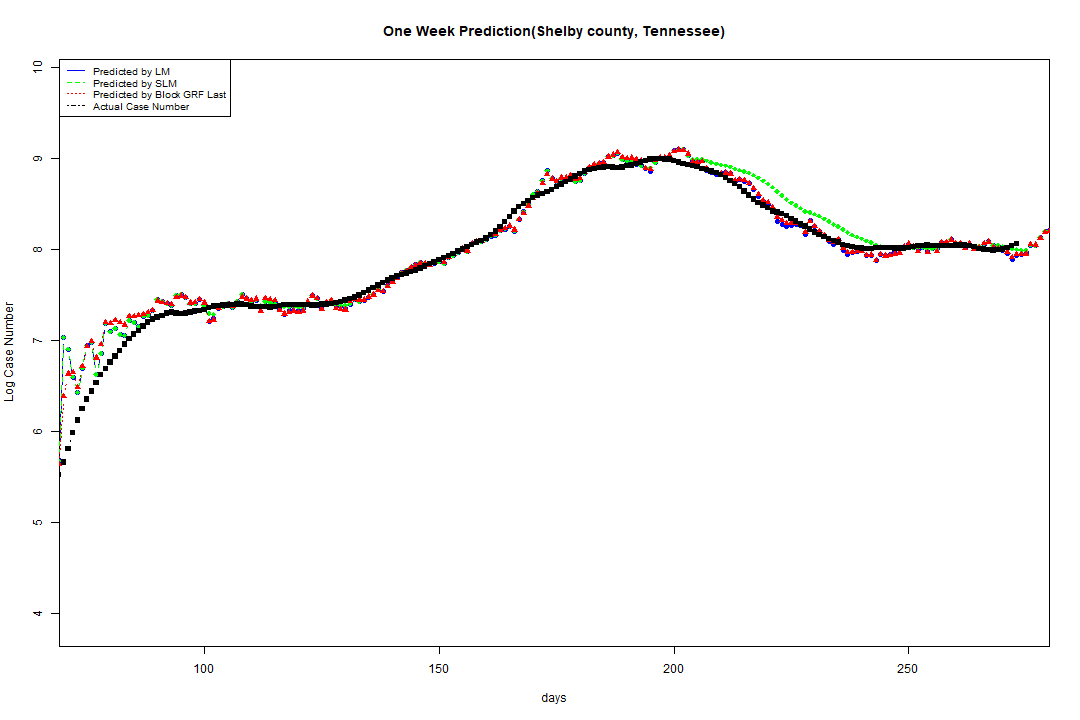 One Week Prediction(Shelby county, Tennessee)
Predicted by LM
Predicted by SLM
Predicted by Block GRF Last
Actual Case Number
10
9
8
7
6
5
4
Log Case Number
100 150 200 250
days